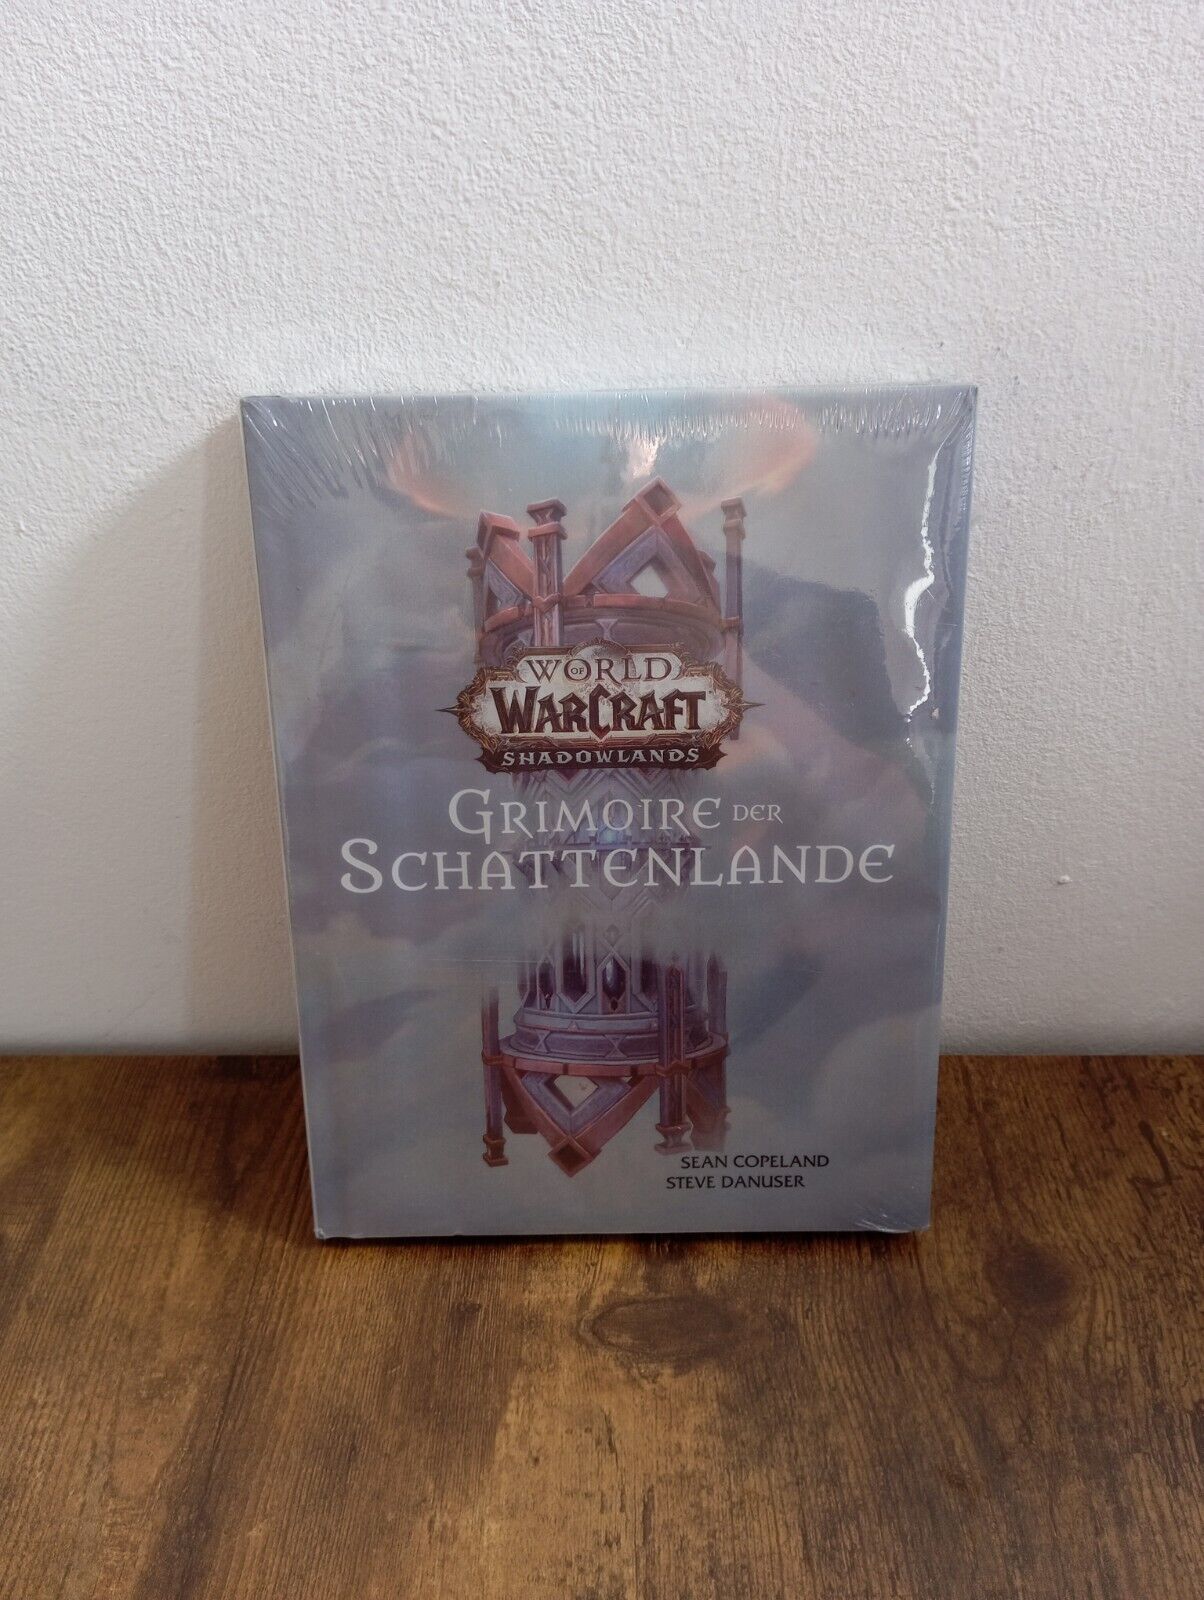 WORLD OF
WARCRAFT
SHADOWLANDS
GRIMOIRE DER
SCHATTENLANDE
SEAN COPELAND
STEVE DANUSER